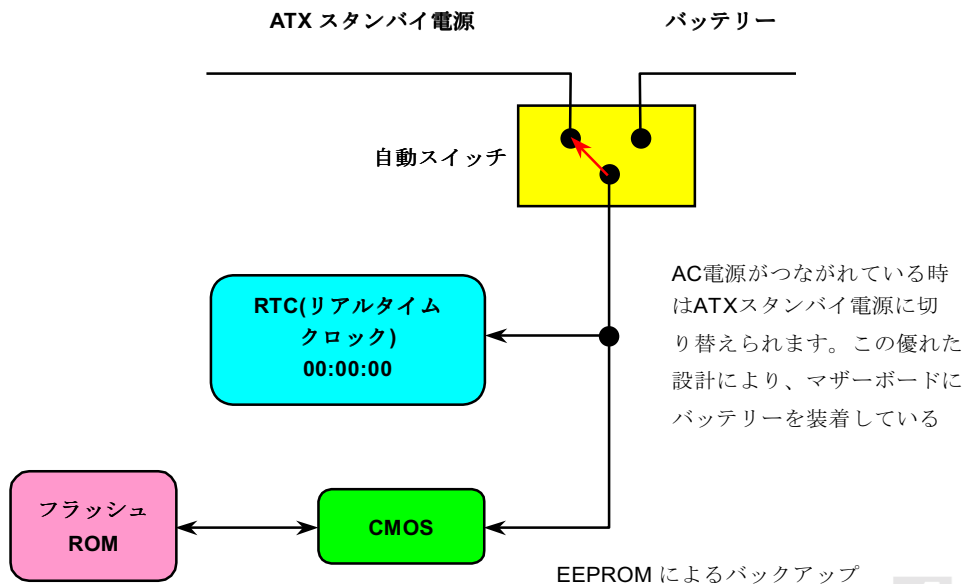 ATX スタンバイ電源
バッテリー
自動スイッチ
RTC(リアルタイム
クロック)
00:00:00
AC電源がつながれている時
はATXスタンバイ電源に切
り替えられます。この優れた
設計により、マザーボードに
バッテリーを装着している
フラッシュ
ROM
CMOS
EEPROM によるバックアップ